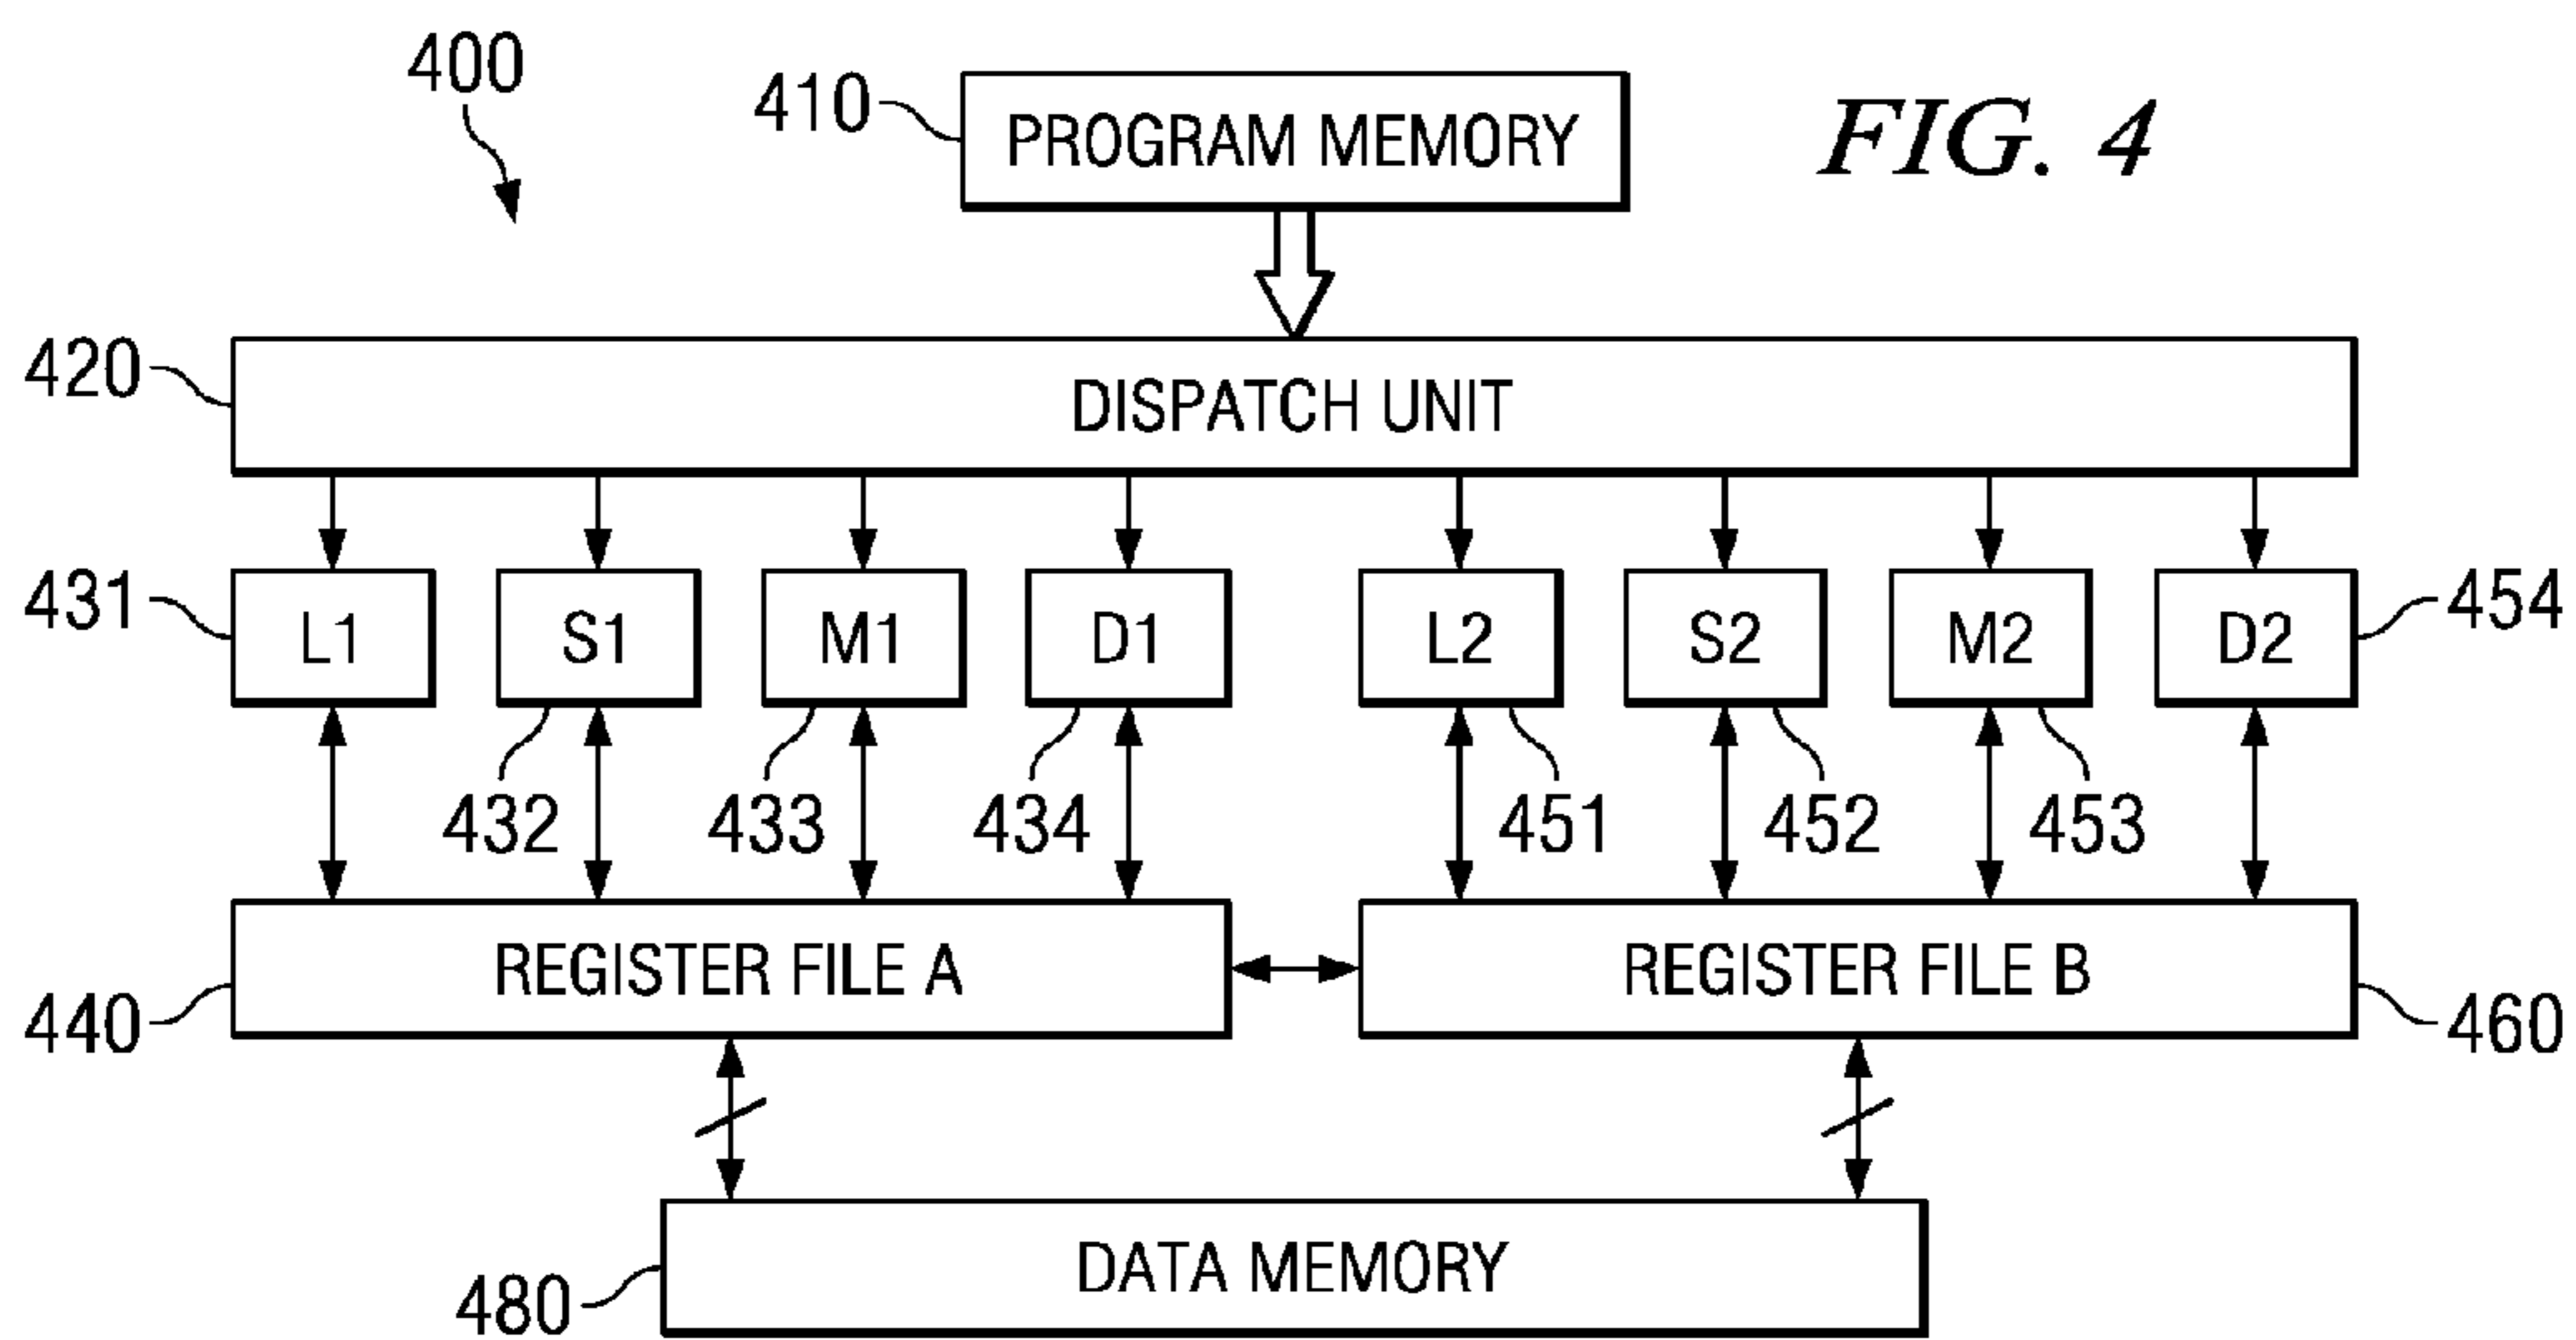 400
410
PROGRAM MEMORY
FIG. 4
420
DISPATCH UNIT
431
L1
S1
M1
D1
L2
S2
M2
D2
454
432
433
434
451
452
453
REGISTER FILE A
REGISTER FILE B
440
460
DATA MEMORY
480